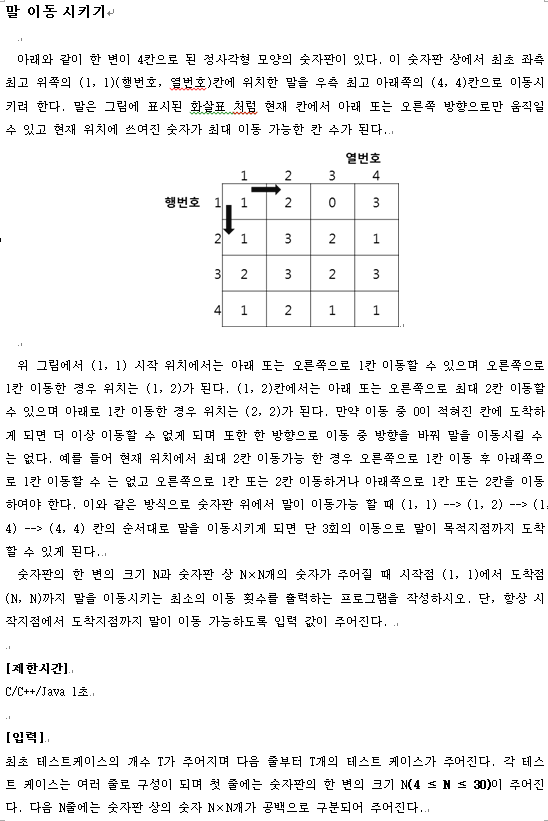 말 이동 시키기
아래와 같이 한 변이 4칸으로 된 정사각형 모양의 숫자판이 있다. 이 숫자판 상에서 최초 좌측
최고 위쪽의 (1, 1)(행번호, 열번호)칸에 위치한 말을 우측 최고 아래쪽의 (4, 4)칸으로 이동시
키려 한다. 말은 그림에 표시된 화살표 처럼 현재 칸에서 아래 또는 오른쪽 방향으로만 움직일
수 있고 현재 위치에 쓰여진 숫자가 최대 이동 가능한 칸 수가 된다.
열번호
1 2 3 4
행번호 1 1 2 0 3
2 1 3 2 1
3 2 3 2 3
4 1 2 1 1
위 그림에서 (1, 1) 시작 위치에서는 아래 또는 오른쪽으로 1칸 이동할 수 있으며 오른쪽으로
1칸 이동한 경우 위치는 (1, 2)가 된다. (1, 2)칸에서는 아래 또는 오른쪽으로 최대 2칸 이동할
수 있으며 아래로 1칸 이동한 경우 위치는 (2, 2)가 된다. 만약 이동 중 0이 적혀진 칸에 도착하
게 되면 더 이상 이동할 수 없게 되며 또한 한 방향으로 이동 중 방향을 바꿔 말을 이동시킬 수
는 없다. 예를 들어 현재 위치에서 최대 2칸 이동가능 한 경우 오른쪽으로 1칸 이동 후 아래쪽으
로 1칸 이동할 수 는 없고 오른쪽으로 1칸 또는 2칸 이동하거나 아래쪽으로 1칸 또는 2칸을 이동
하여야 한다. 이와 같은 방식으로 숫자판 위에서 말이 이동가능 할 때 (1, 1) --> (1, 2) --> (1,
4) --> (4, 4) 칸의 순서대로 말을 이동시키게 되면 단 3회의 이동으로 말이 목적지점까지 도착
할 수 있게 된다.
숫자판의 한 변의 크기 N과 숫자판 상 N×N개의 숫자가 주어질 때 시작점 (1, 1)에서 도착점
(N, N)까지 말을 이동시키는 최소의 이동 횟수를 출력하는 프로그램을 작성하시오. 단, 항상 시
작지점에서 도착지점까지 말이 이동 가능하도록 입력 값이 주어진다.
[제한시간]
C/C++/Java 1초
[입력]
최초 테스트케이스의 개수 T가 주어지며 다음 줄부터 T개의 테스트 케이스가 주어진다. 각 테스
트 케이스는 여러 줄로 구성이 되며 첫 줄에는 숫자판의 한 변의 크기 N(4 ≤ N ≤ 30)이 주어진
다. 다음 N줄에는 숫자판 상의 숫자 N×N개가 공백으로 구분되어 주어진다.